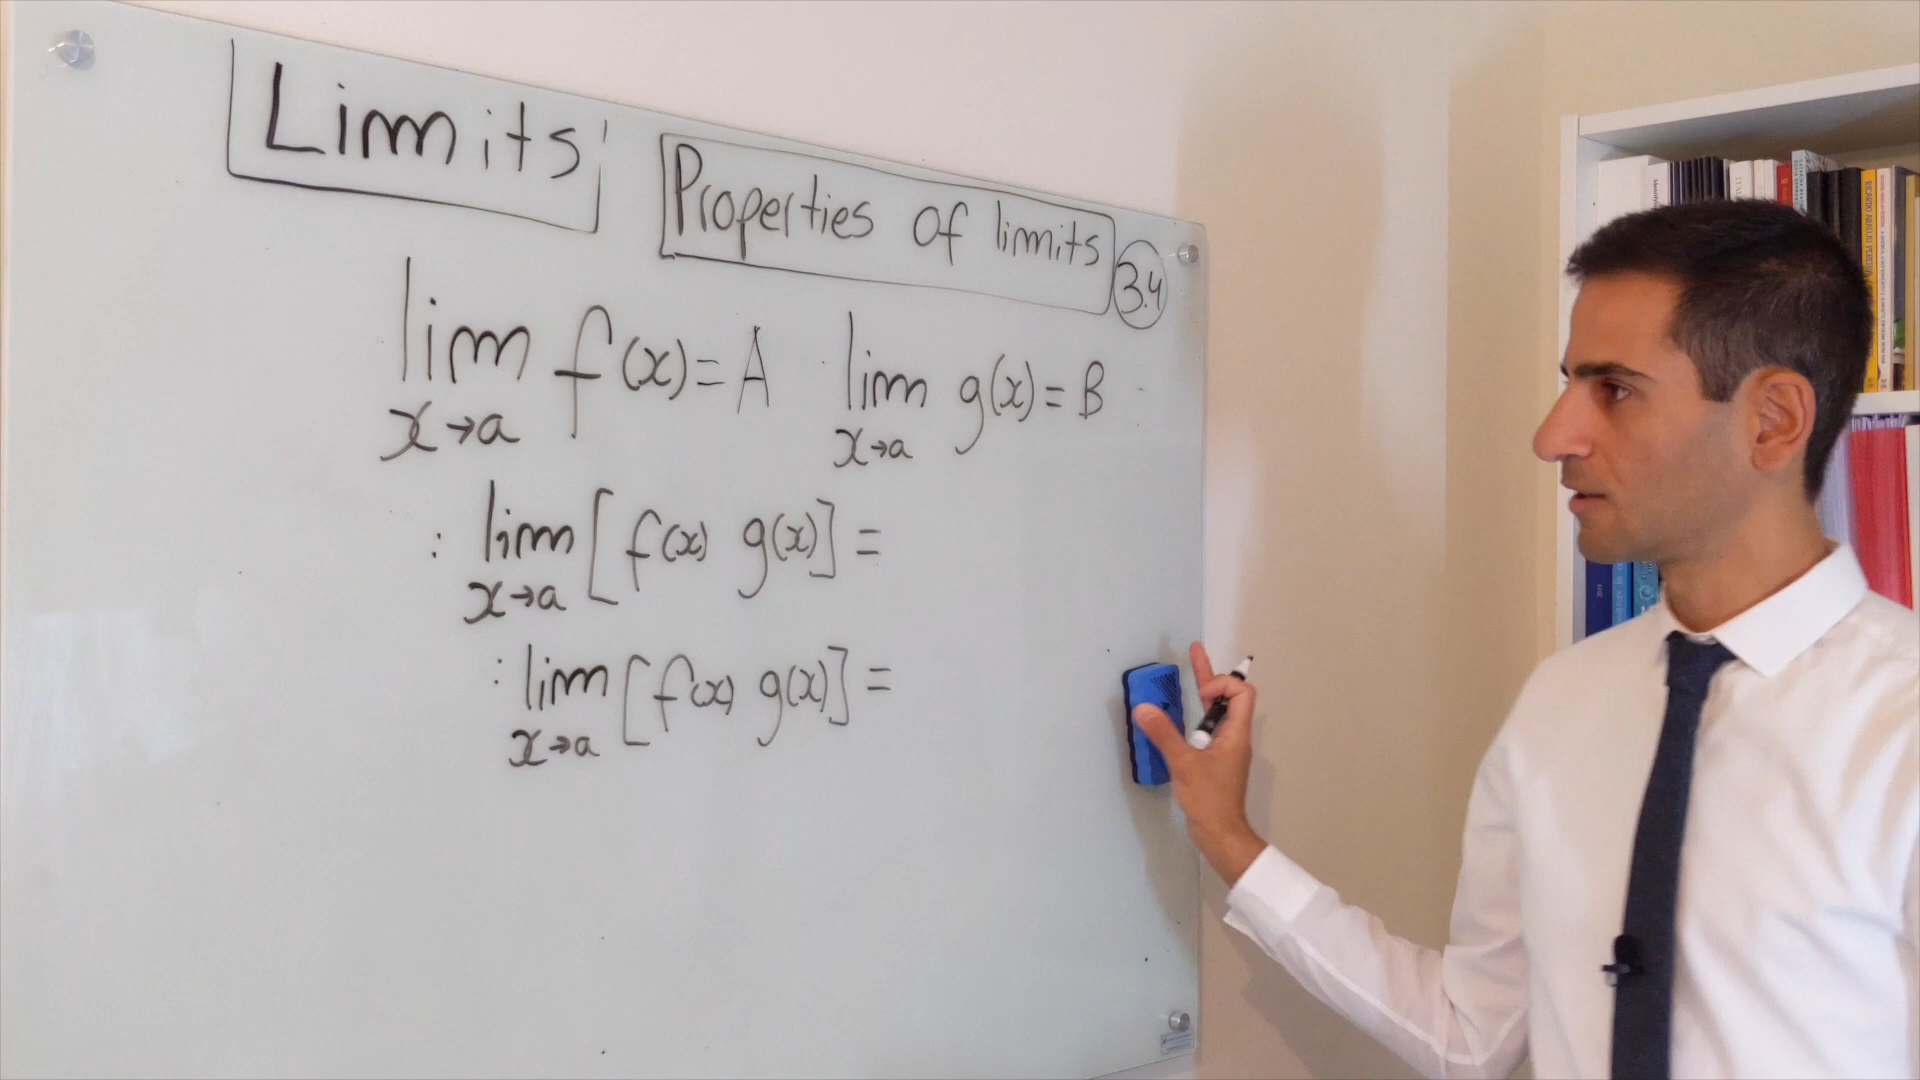 Limits; Properties of limits 3.4
lim f(x) = A lim g(x) = B
x→a x→a
: lim [f(x) g(x)] =
x→a
: lim [f(x) g(x)] =
x→a